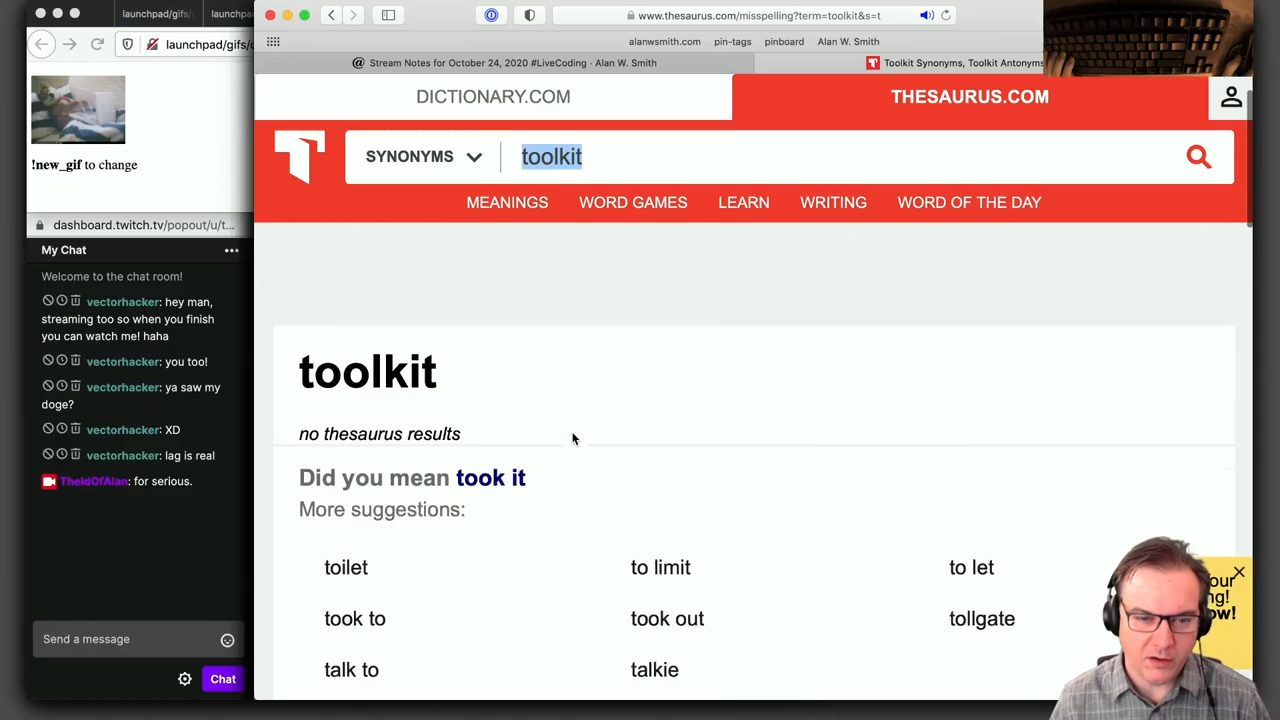 launchpad/gifs/
launchpa
launchpad/gifs/
!new_gif to change
dashboard.twitch.tv/popout/u/t...
My Chat
Welcome to the chat room!
vectorhacker: hey man,
streaming too so when you finish
you can watch me! haha
vectorhacker: you too!
vectorhacker: ya saw my
doge?
vectorhacker: XD
vectorhacker: lag is real
TheIdOfAlan: for serious.
Send a message
Chat
www.thesaurus.com/misspelling?term=toolkit&s=t
alanwsmith.com pin-tags pinboard Alan W. Smith
Stream Notes for October 24, 2020 #LiveCoding - Alan W. Smith
Toolkit Synonyms, Toolkit Antonyms
DICTIONARY.COM
THESAURUS.COM
SYNONYMS
toolkit
MEANINGS WORD GAMES LEARN WRITING WORD OF THE DAY
toolkit
no thesaurus results
Did you mean took it
More suggestions:
toilet to limit to let
took to took out tollgate
talk to talkie
our
ng!
ow!